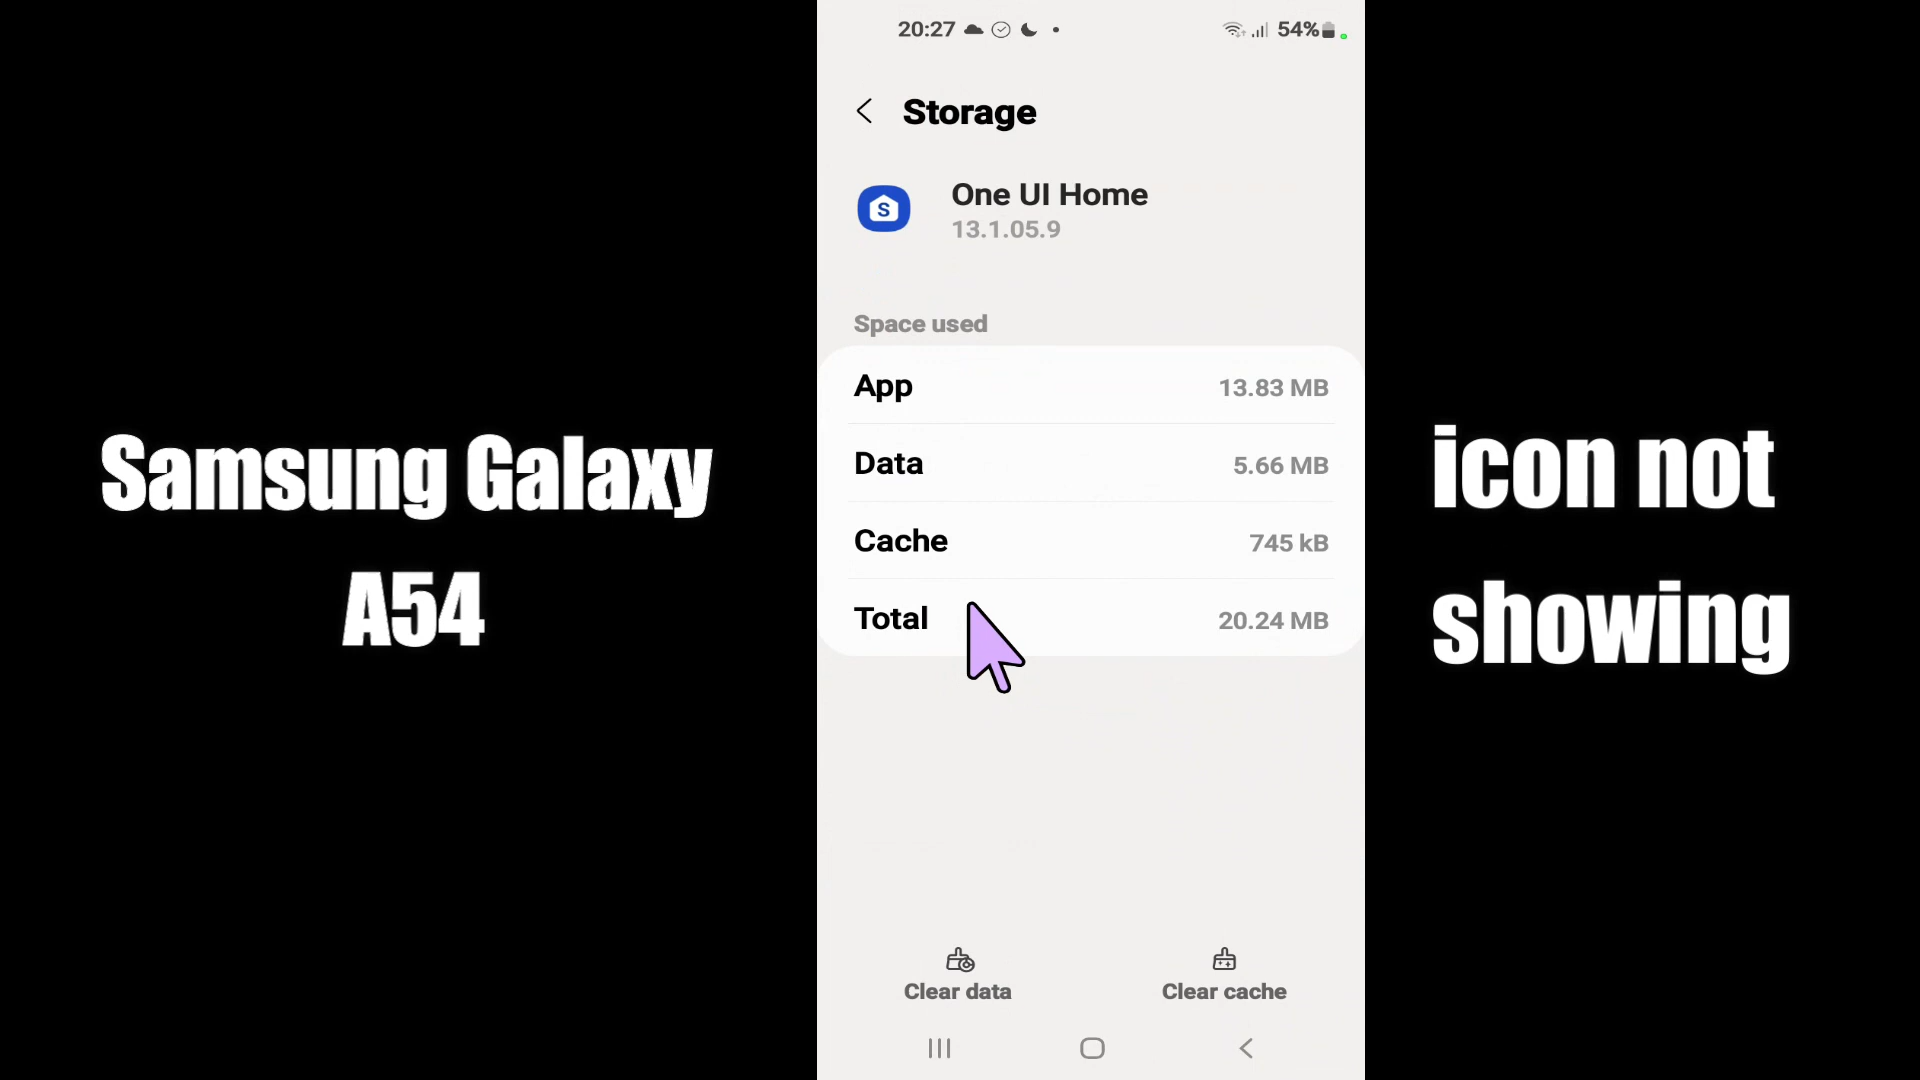 20:27 54%
Storage
S
One UI Home
13.1.05.9
Space used
App 13.83 MB
Data 5.66 MB
Cache 745 kB
Total 20.24 MB
Clear data Clear cache
Samsung Galaxy
A54
icon not
showing